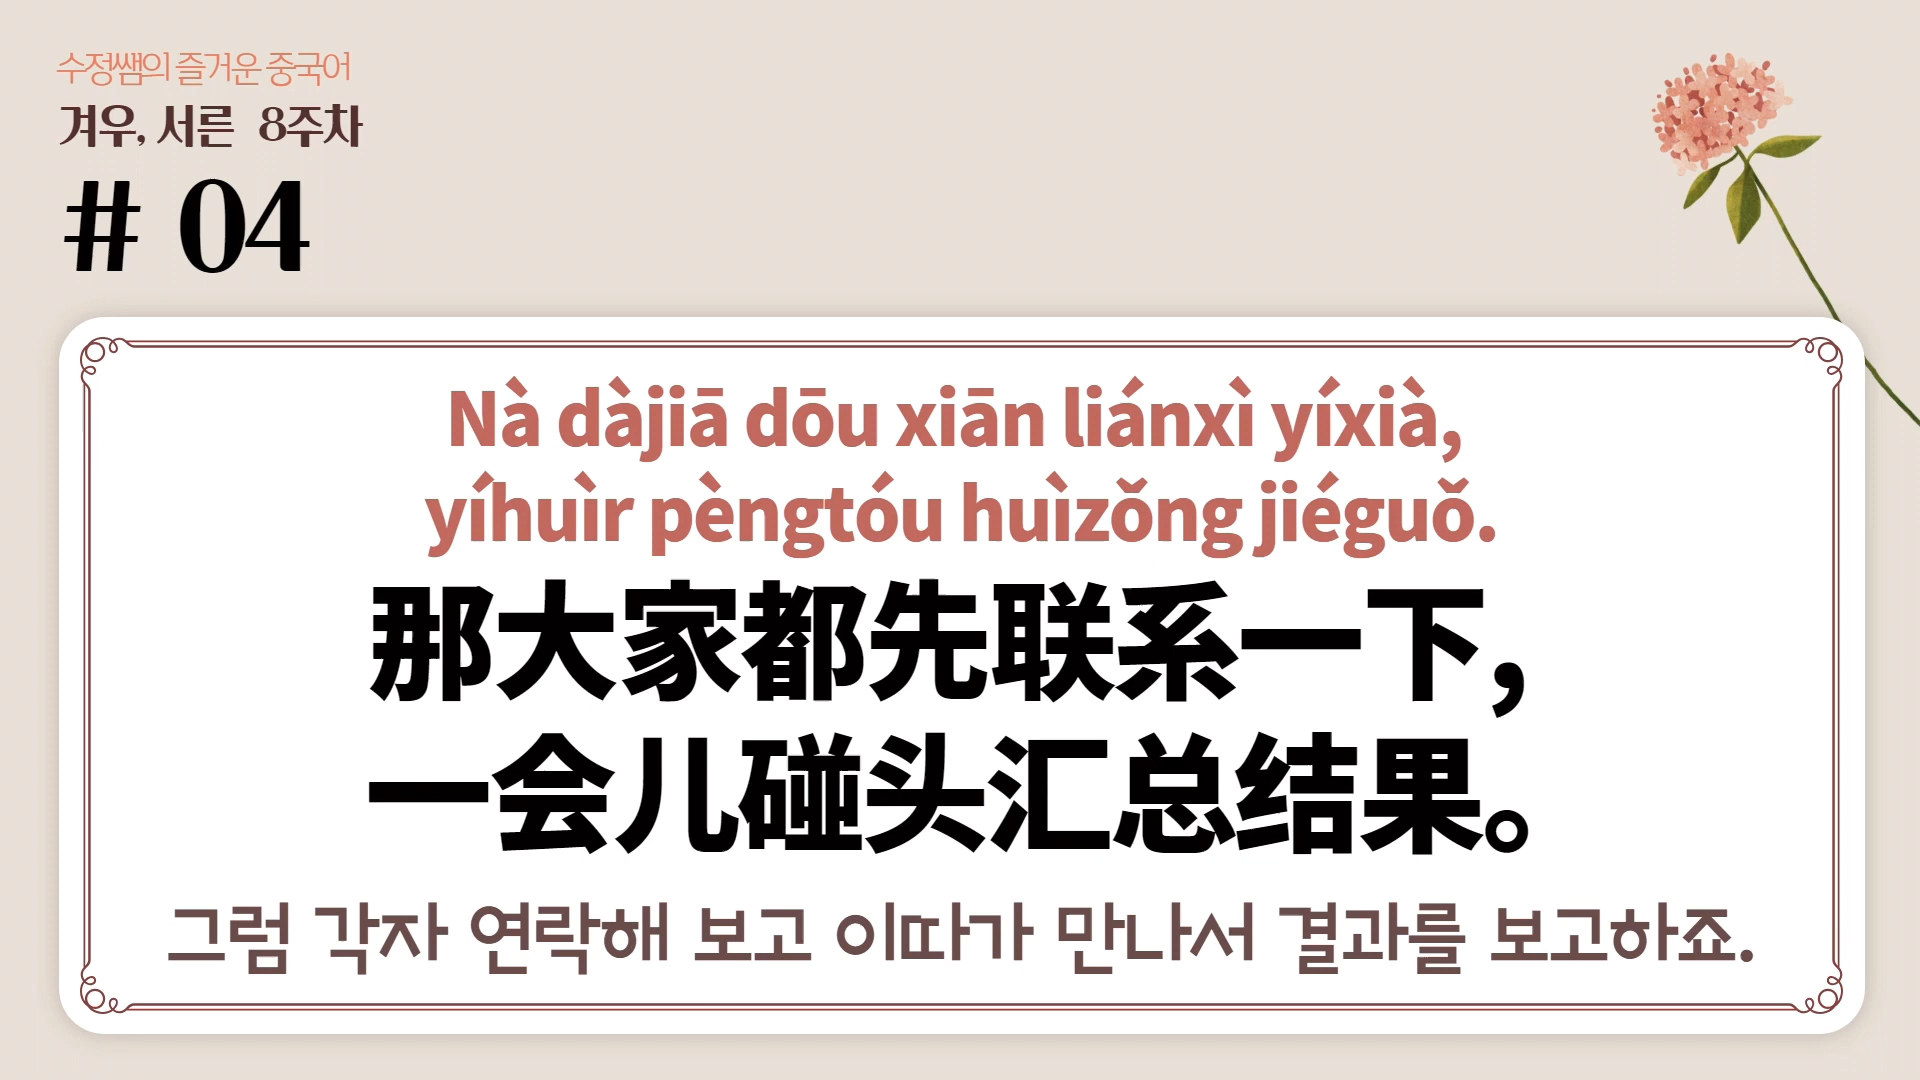 수정쌤의 즐거운 중국어
겨우, 서른 8주차
# 04
Nà dàjiā dōu xiān liánxì yíxià,
yíhuìr pèngtóu huìzǒng jiéguǒ.
那大家都先联系一下,
一会儿碰头汇总结果。
그럼 각자 연락해 보고 이따가 만나서 결과를 보고하죠.